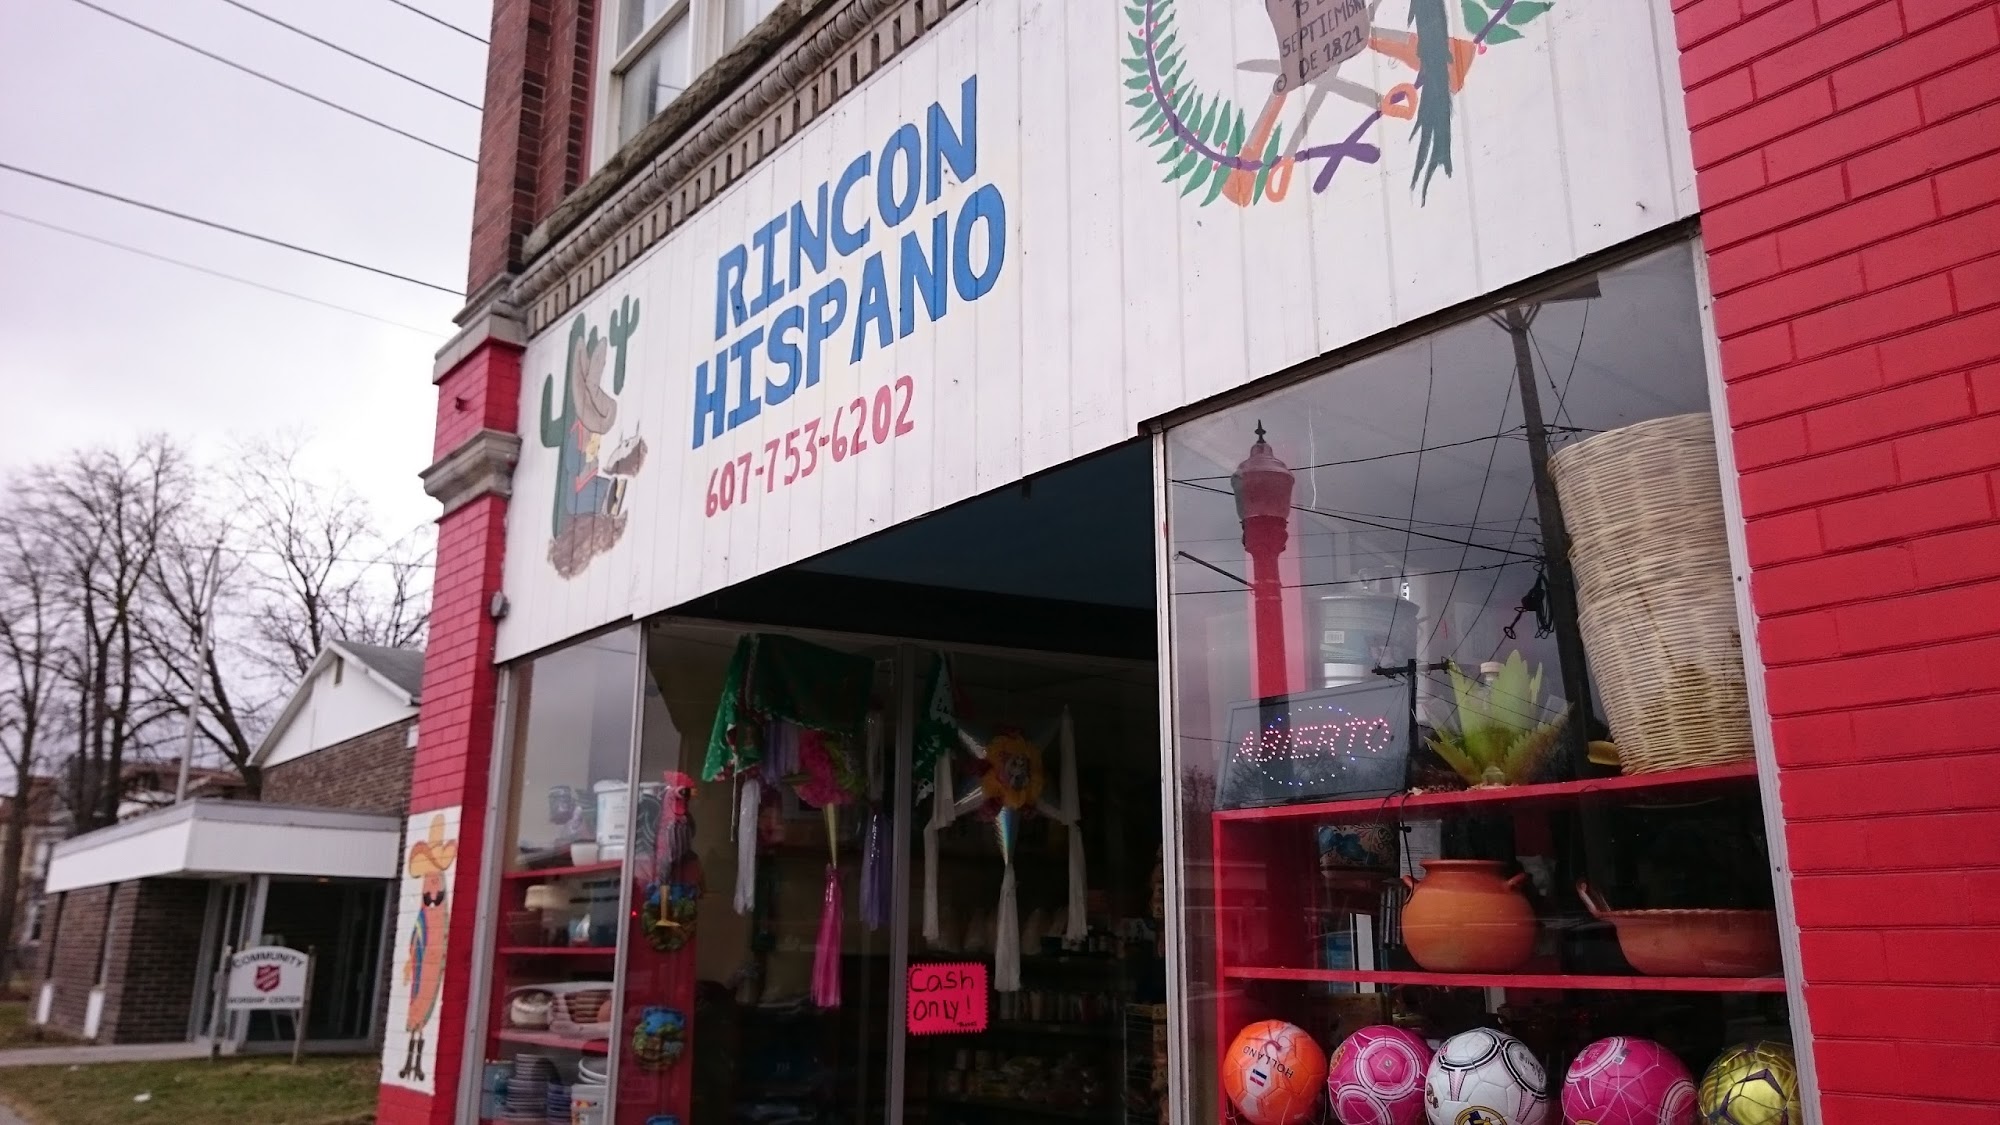 15 DE
SEPTIEMBRE
DE 1821
RINCON
HISPANO
607-753-6202
ABIERTO
Cash
only!
COMMUNITY
WORSHIP CENTER
HOLLAND